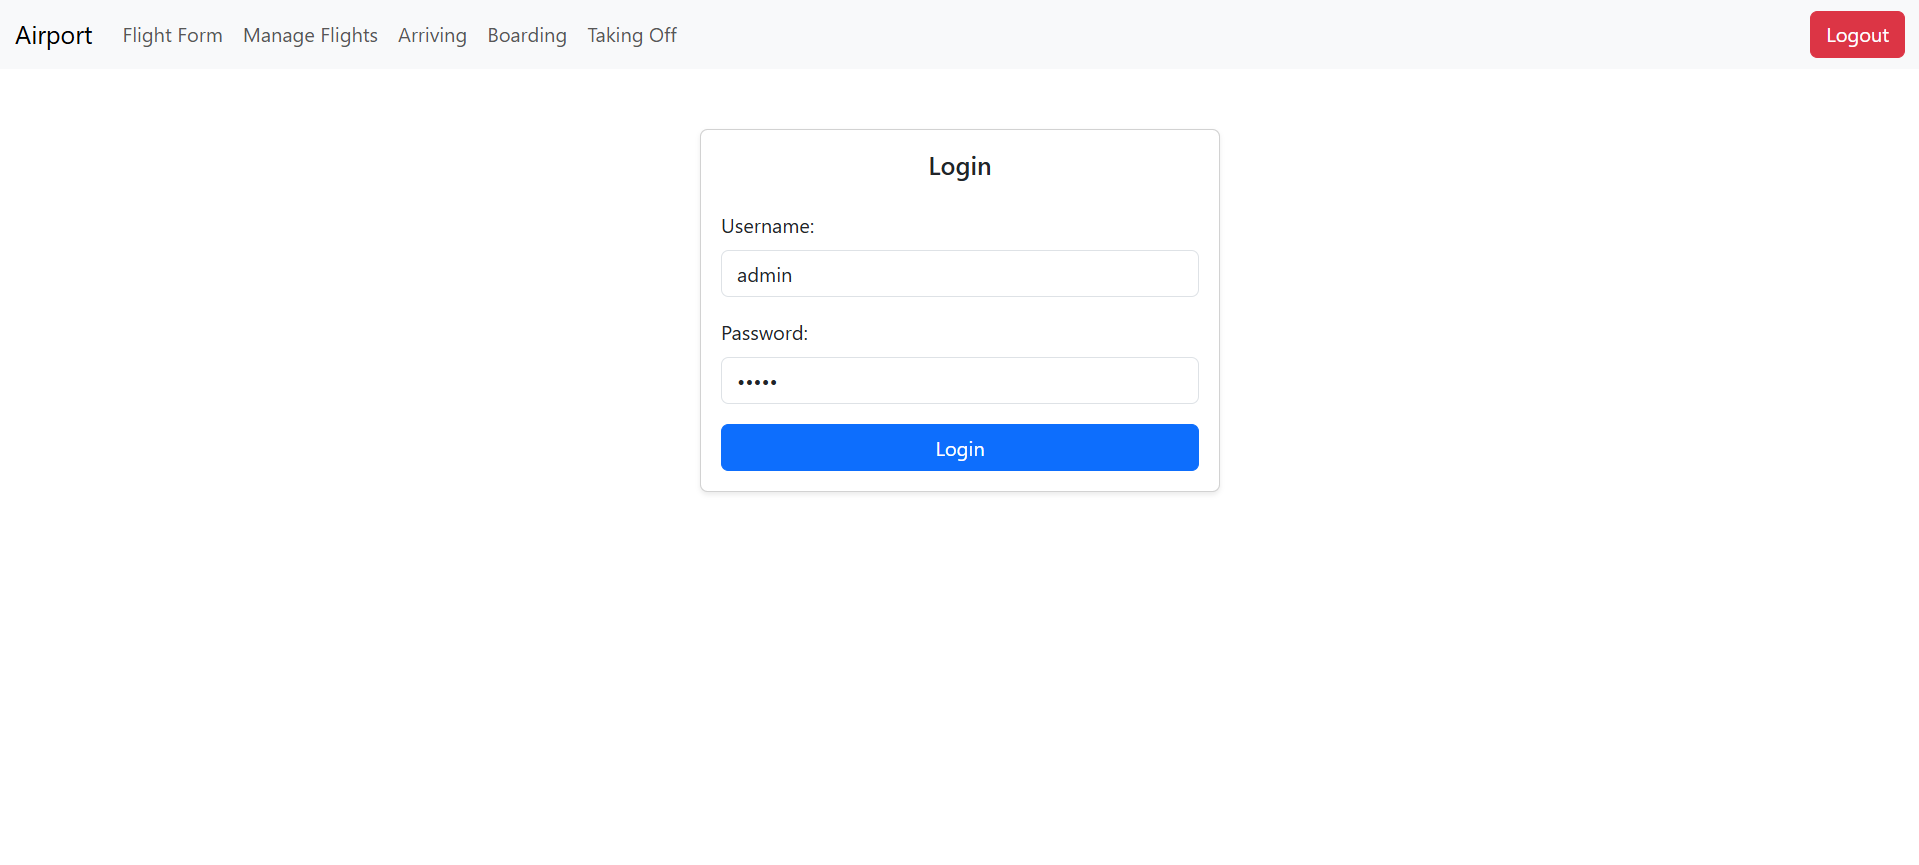 Airport Flight Form Manage Flights Arriving Boarding Taking Off Logout
Login
Username:
admin
Password:
•••••
Login